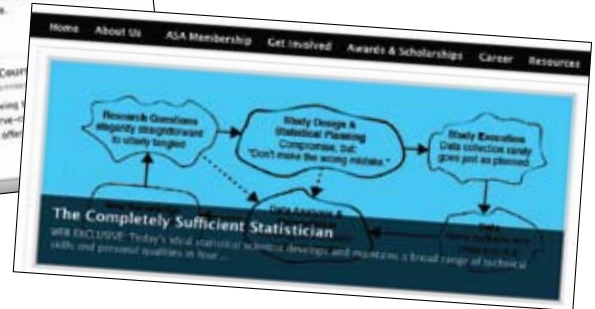 Home About Us ASA Membership Get Involved Awards & Scholarships Career Resources
Research Questions
elegantly straightforward
to utterly tangled
Study Design &
Statistical Planning
Compromise, but:
"Don't make the wrong mistake."
Study Execution
Data collection rarely
goes just as planned
Data
The Completely Sufficient Statistician
WEB EXCLUSIVE: Today's ideal statistical scientist develops and maintains a broad range of technical
skills and personal qualities in four...